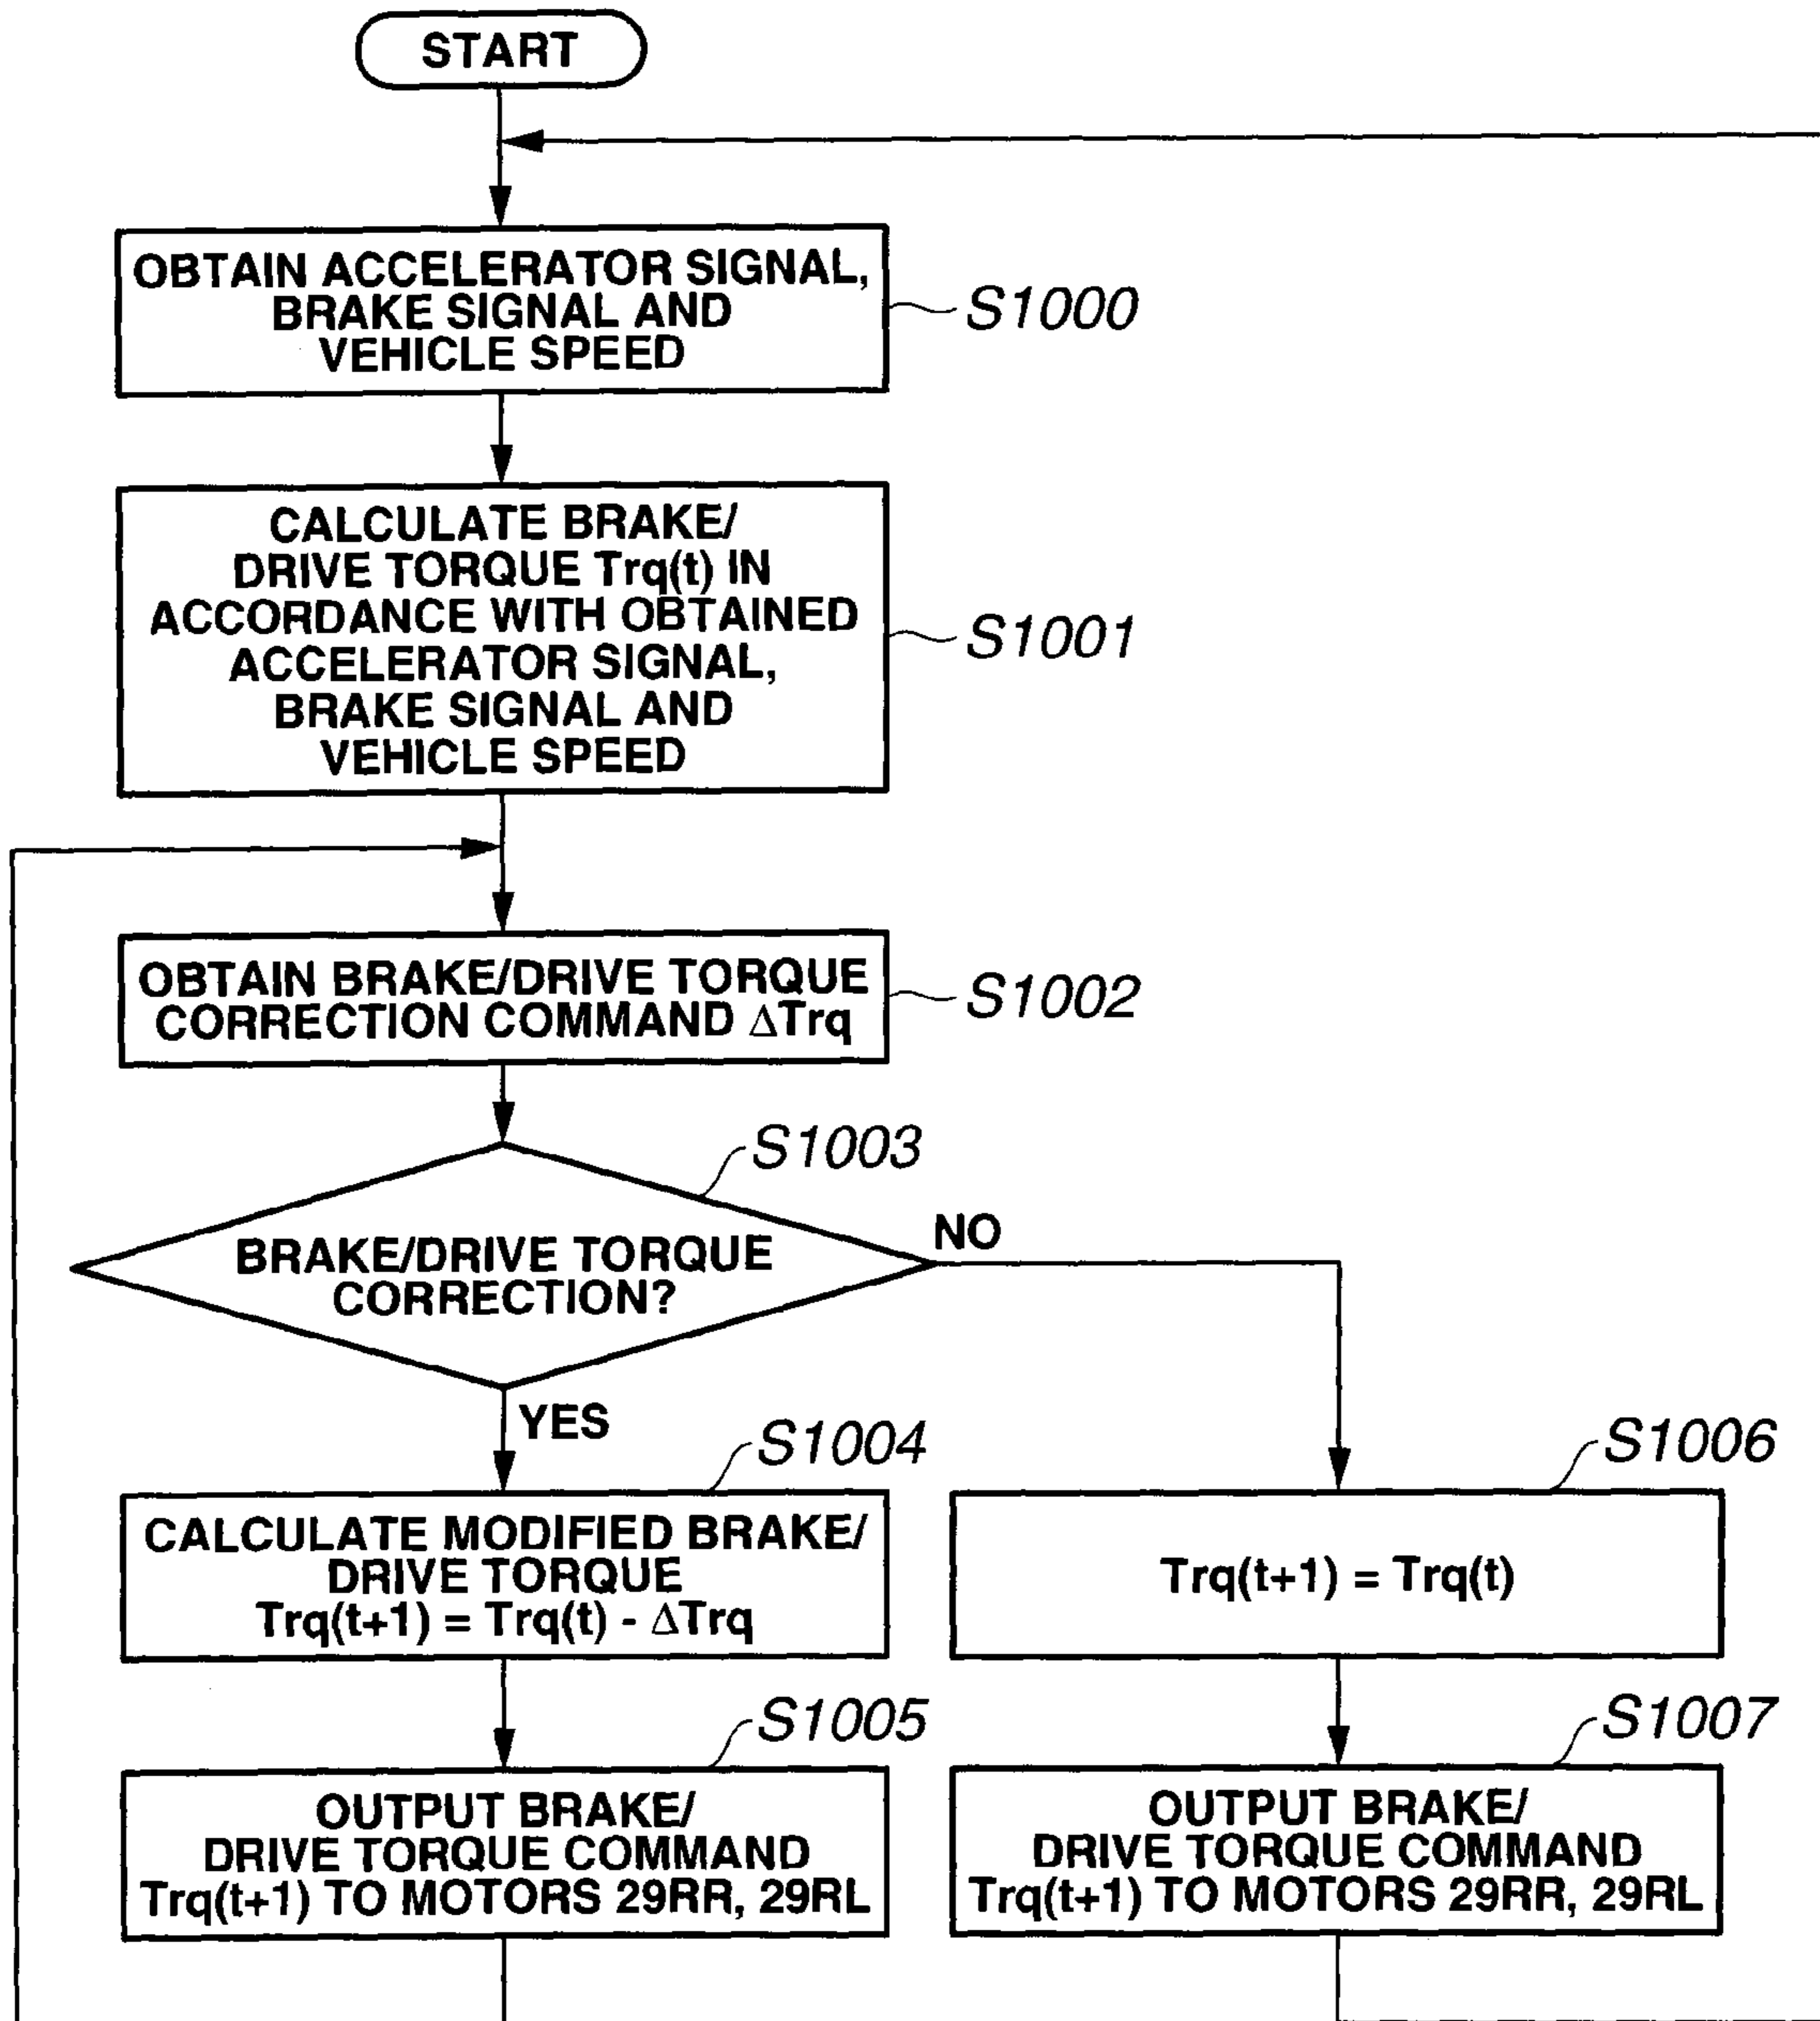 START
OBTAIN ACCELERATOR SIGNAL,
BRAKE SIGNAL AND
VEHICLE SPEED
S1000
CALCULATE BRAKE/
DRIVE TORQUE Trq(t) IN
ACCORDANCE WITH OBTAINED
ACCELERATOR SIGNAL,
BRAKE SIGNAL AND
VEHICLE SPEED
S1001
OBTAIN BRAKE/DRIVE TORQUE
CORRECTION COMMAND ΔTrq
S1002
S1003
BRAKE/DRIVE TORQUE
CORRECTION?
NO
YES
S1004
CALCULATE MODIFIED BRAKE/
DRIVE TORQUE
Trq(t+1) = Trq(t) - ΔTrq
S1006
Trq(t+1) = Trq(t)
S1005
OUTPUT BRAKE/
DRIVE TORQUE COMMAND
Trq(t+1) TO MOTORS 29RR, 29RL
S1007
OUTPUT BRAKE/
DRIVE TORQUE COMMAND
Trq(t+1) TO MOTORS 29RR, 29RL